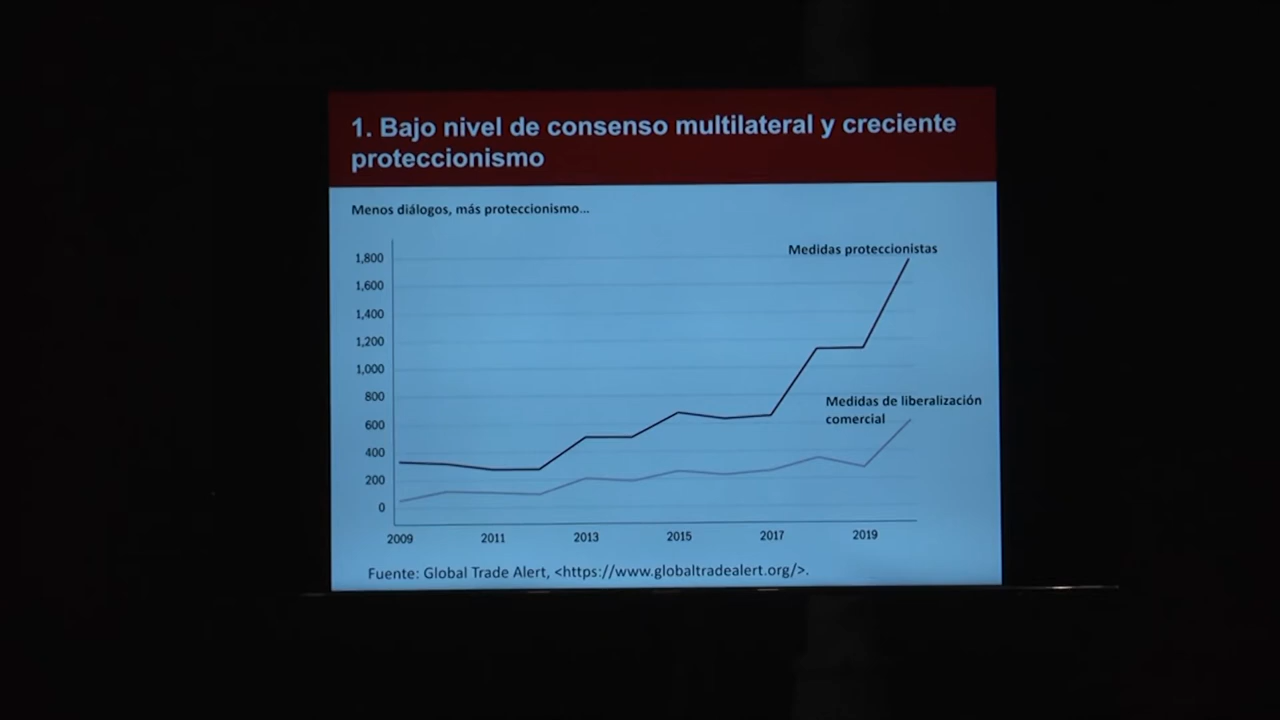 1. Bajo nivel de consenso multilateral y creciente
proteccionismo
Menos diálogos, más proteccionismo...
Medidas proteccionistas
1,800
1,600
1,400
1,200
1,000
800
600
400
200
0
Medidas de liberalización
comercial
2009
2011
2013
2015
2017
2019
Fuente: Global Trade Alert, <https://www.globaltradealert.org/>.